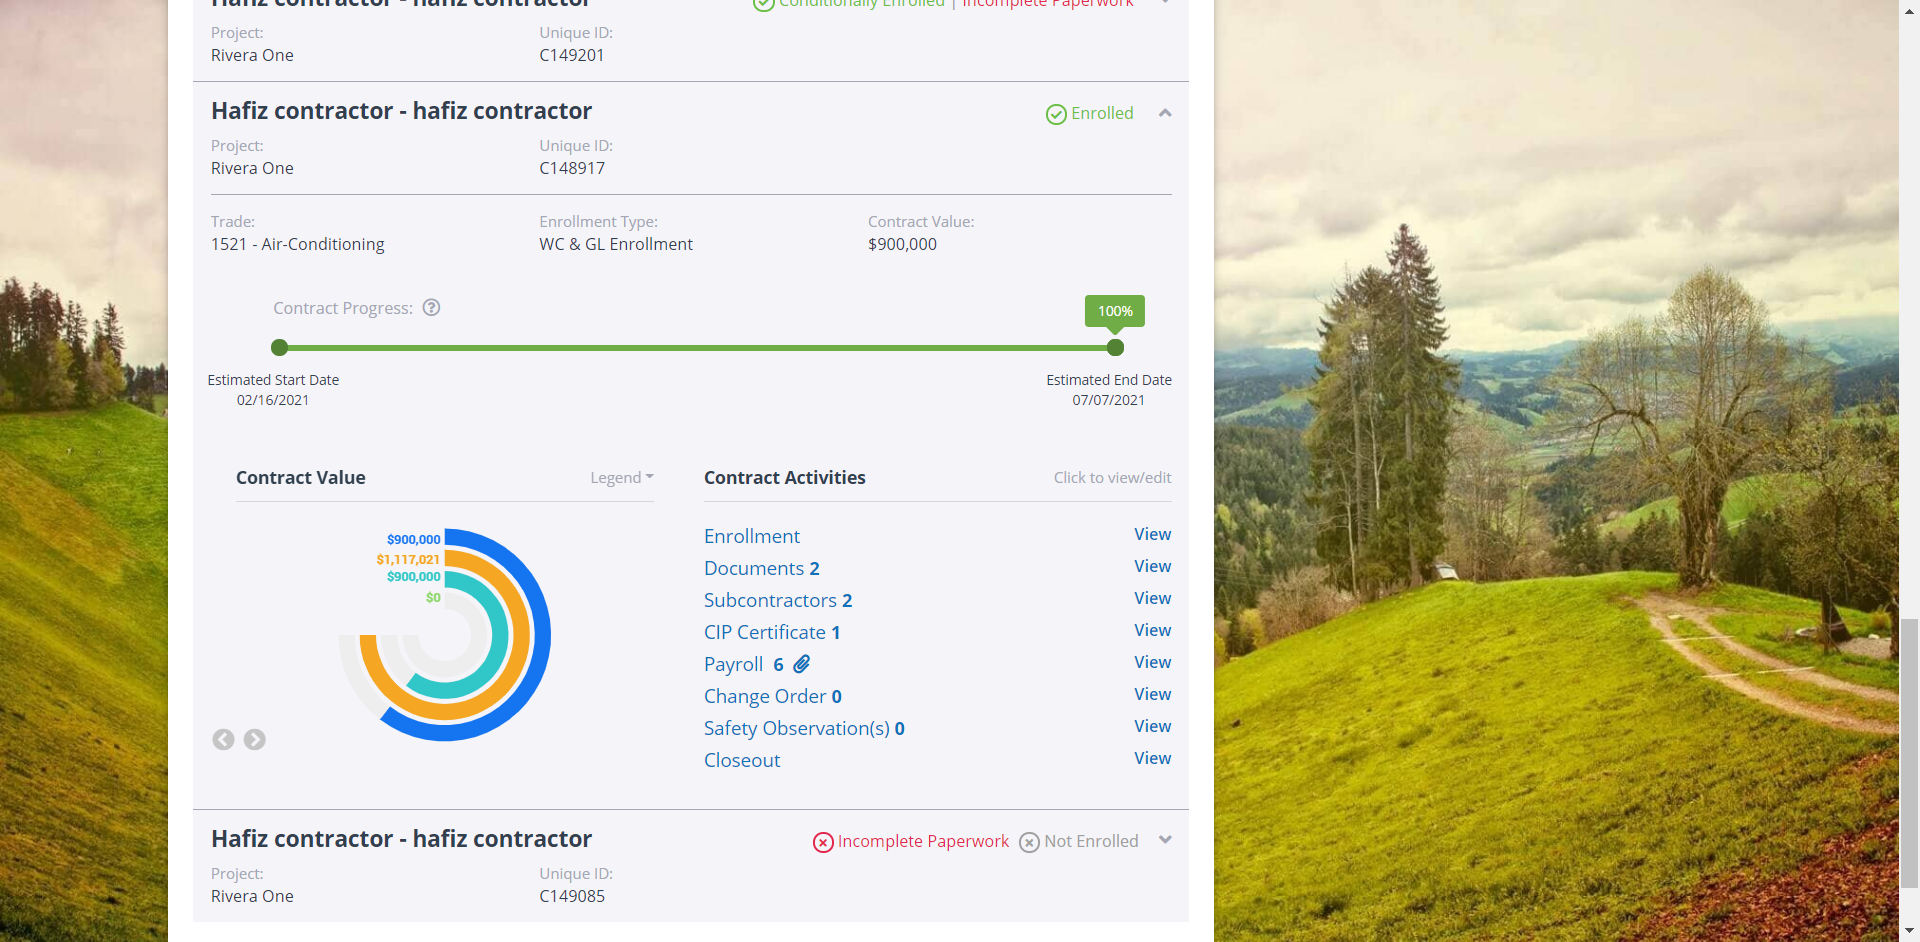 Hafiz contractor - hafiz contractor
Conditionally Enrolled | Incomplete Paperwork
Project:
Unique ID:
Rivera One
C149201
Hafiz contractor - hafiz contractor
Enrolled
Project:
Unique ID:
Rivera One
C148917
Trade:
Enrollment Type:
Contract Value:
1521 - Air-Conditioning
WC & GL Enrollment
$900,000
Contract Progress: ?
100%
Estimated Start Date
02/16/2021
Estimated End Date
07/07/2021
Contract Value
Legend
$900,000
$1,117,021
$900,000
$0
Contract Activities
Click to view/edit
Enrollment View
Documents 2 View
Subcontractors 2 View
CIP Certificate 1 View
Payroll 6 View
Change Order 0 View
Safety Observation(s) 0 View
Closeout View
Hafiz contractor - hafiz contractor
Incomplete Paperwork Not Enrolled
Project:
Unique ID:
Rivera One
C149085